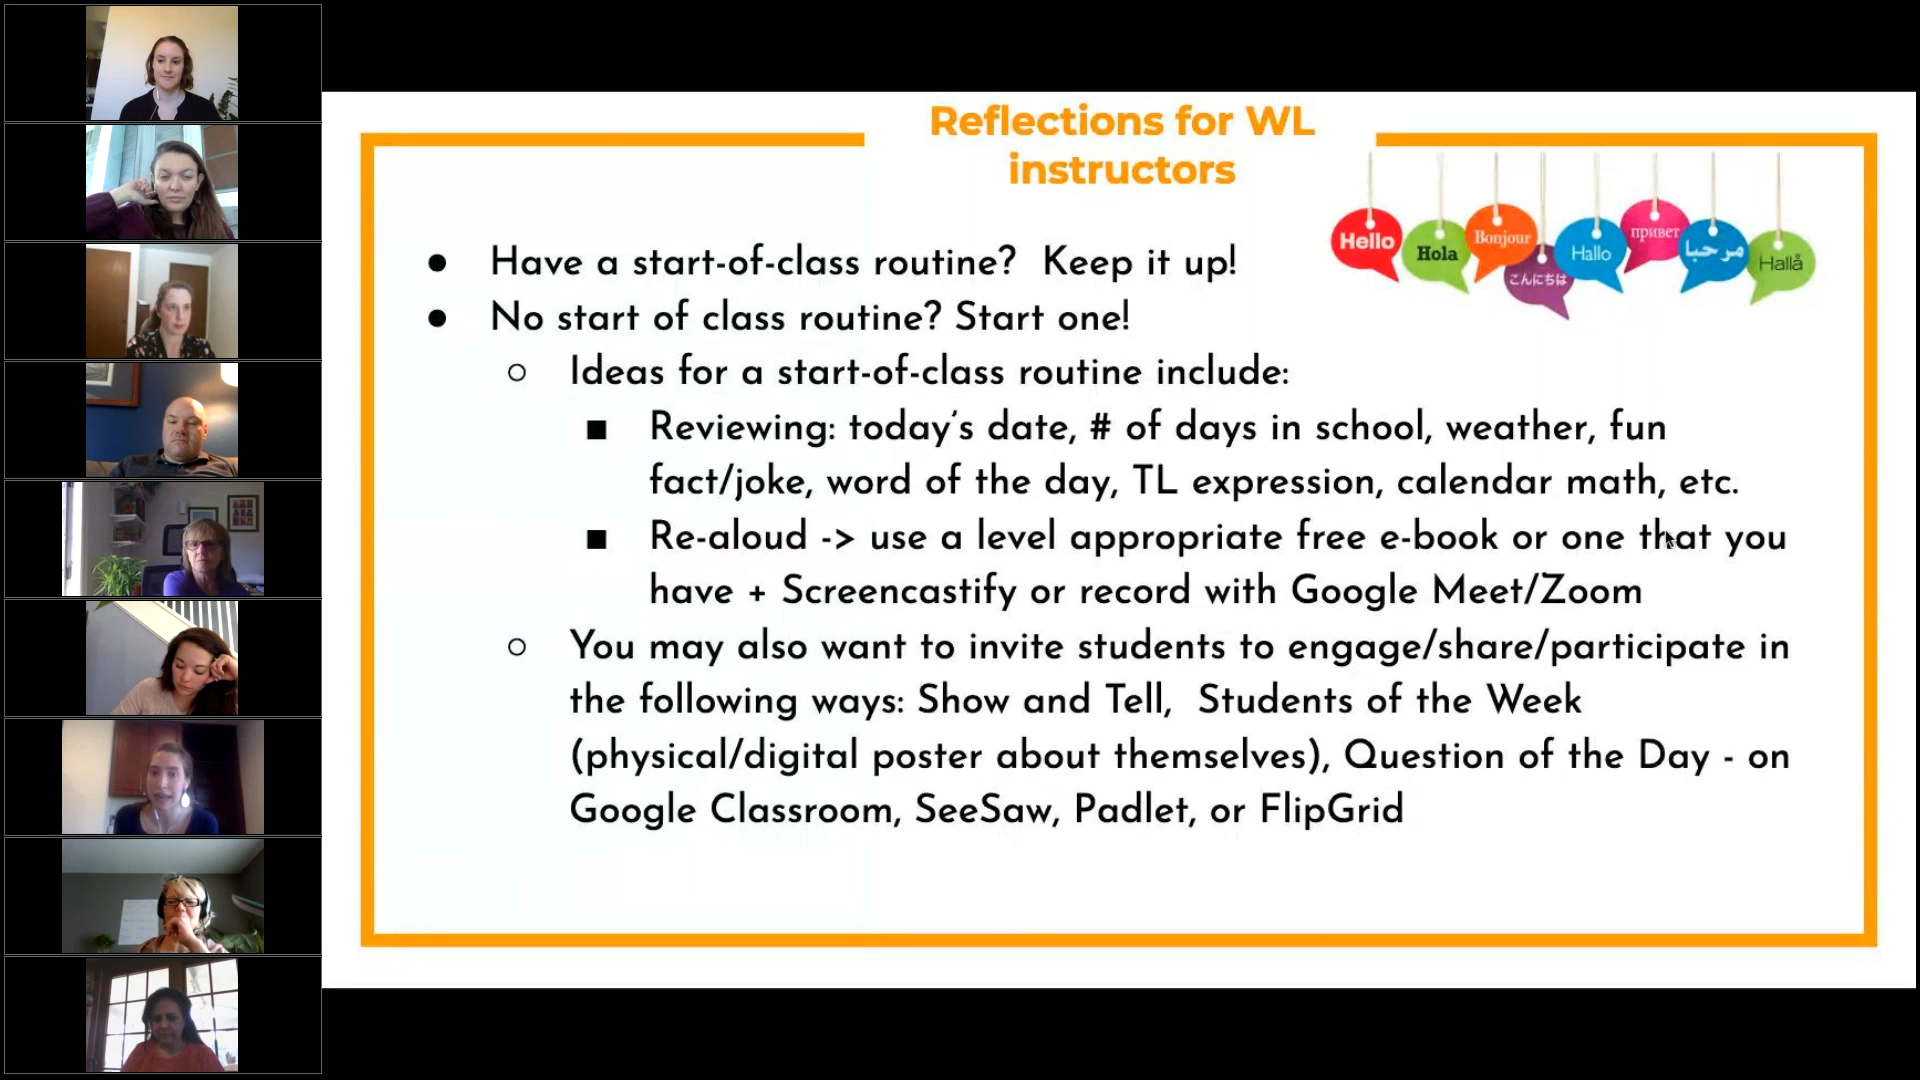 Reflections for WL
instructors
Hello
Hola
Bonjour
こんにちは
Hallo
привет
مرحبا
Hallå
● Have a start-of-class routine?  Keep it up!
● No start of class routine? Start one!
○ Ideas for a start-of-class routine include:
■ Reviewing: today's date, # of days in school, weather, fun
fact/joke, word of the day, TL expression, calendar math, etc.
■ Re-aloud -> use a level appropriate free e-book or one that you
have + Screencastify or record with Google Meet/Zoom
○ You may also want to invite students to engage/share/participate in
the following ways: Show and Tell,  Students of the Week
(physical/digital poster about themselves), Question of the Day - on
Google Classroom, SeeSaw, Padlet, or FlipGrid